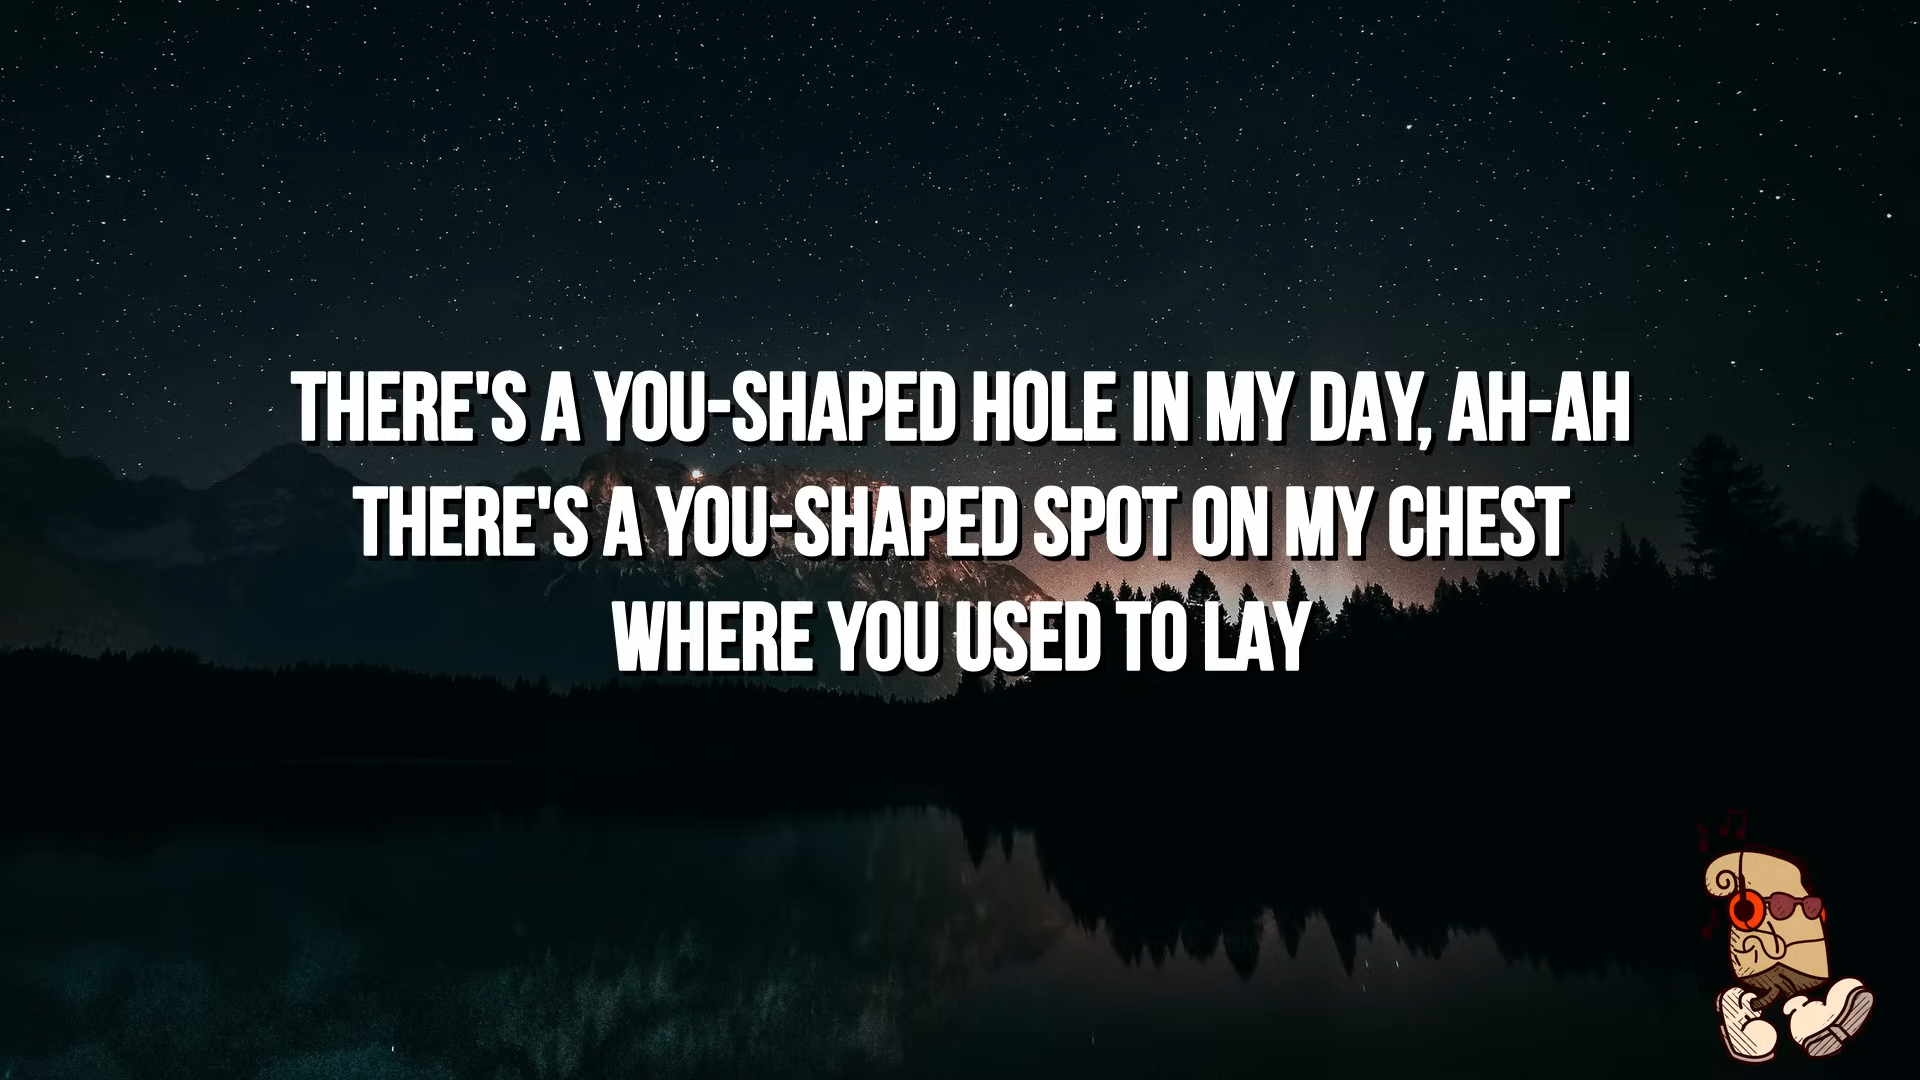 THERE'S A YOU-SHAPED HOLE IN MY DAY, AH-AH
THERE'S A YOU-SHAPED SPOT ON MY CHEST
WHERE YOU USED TO LAY